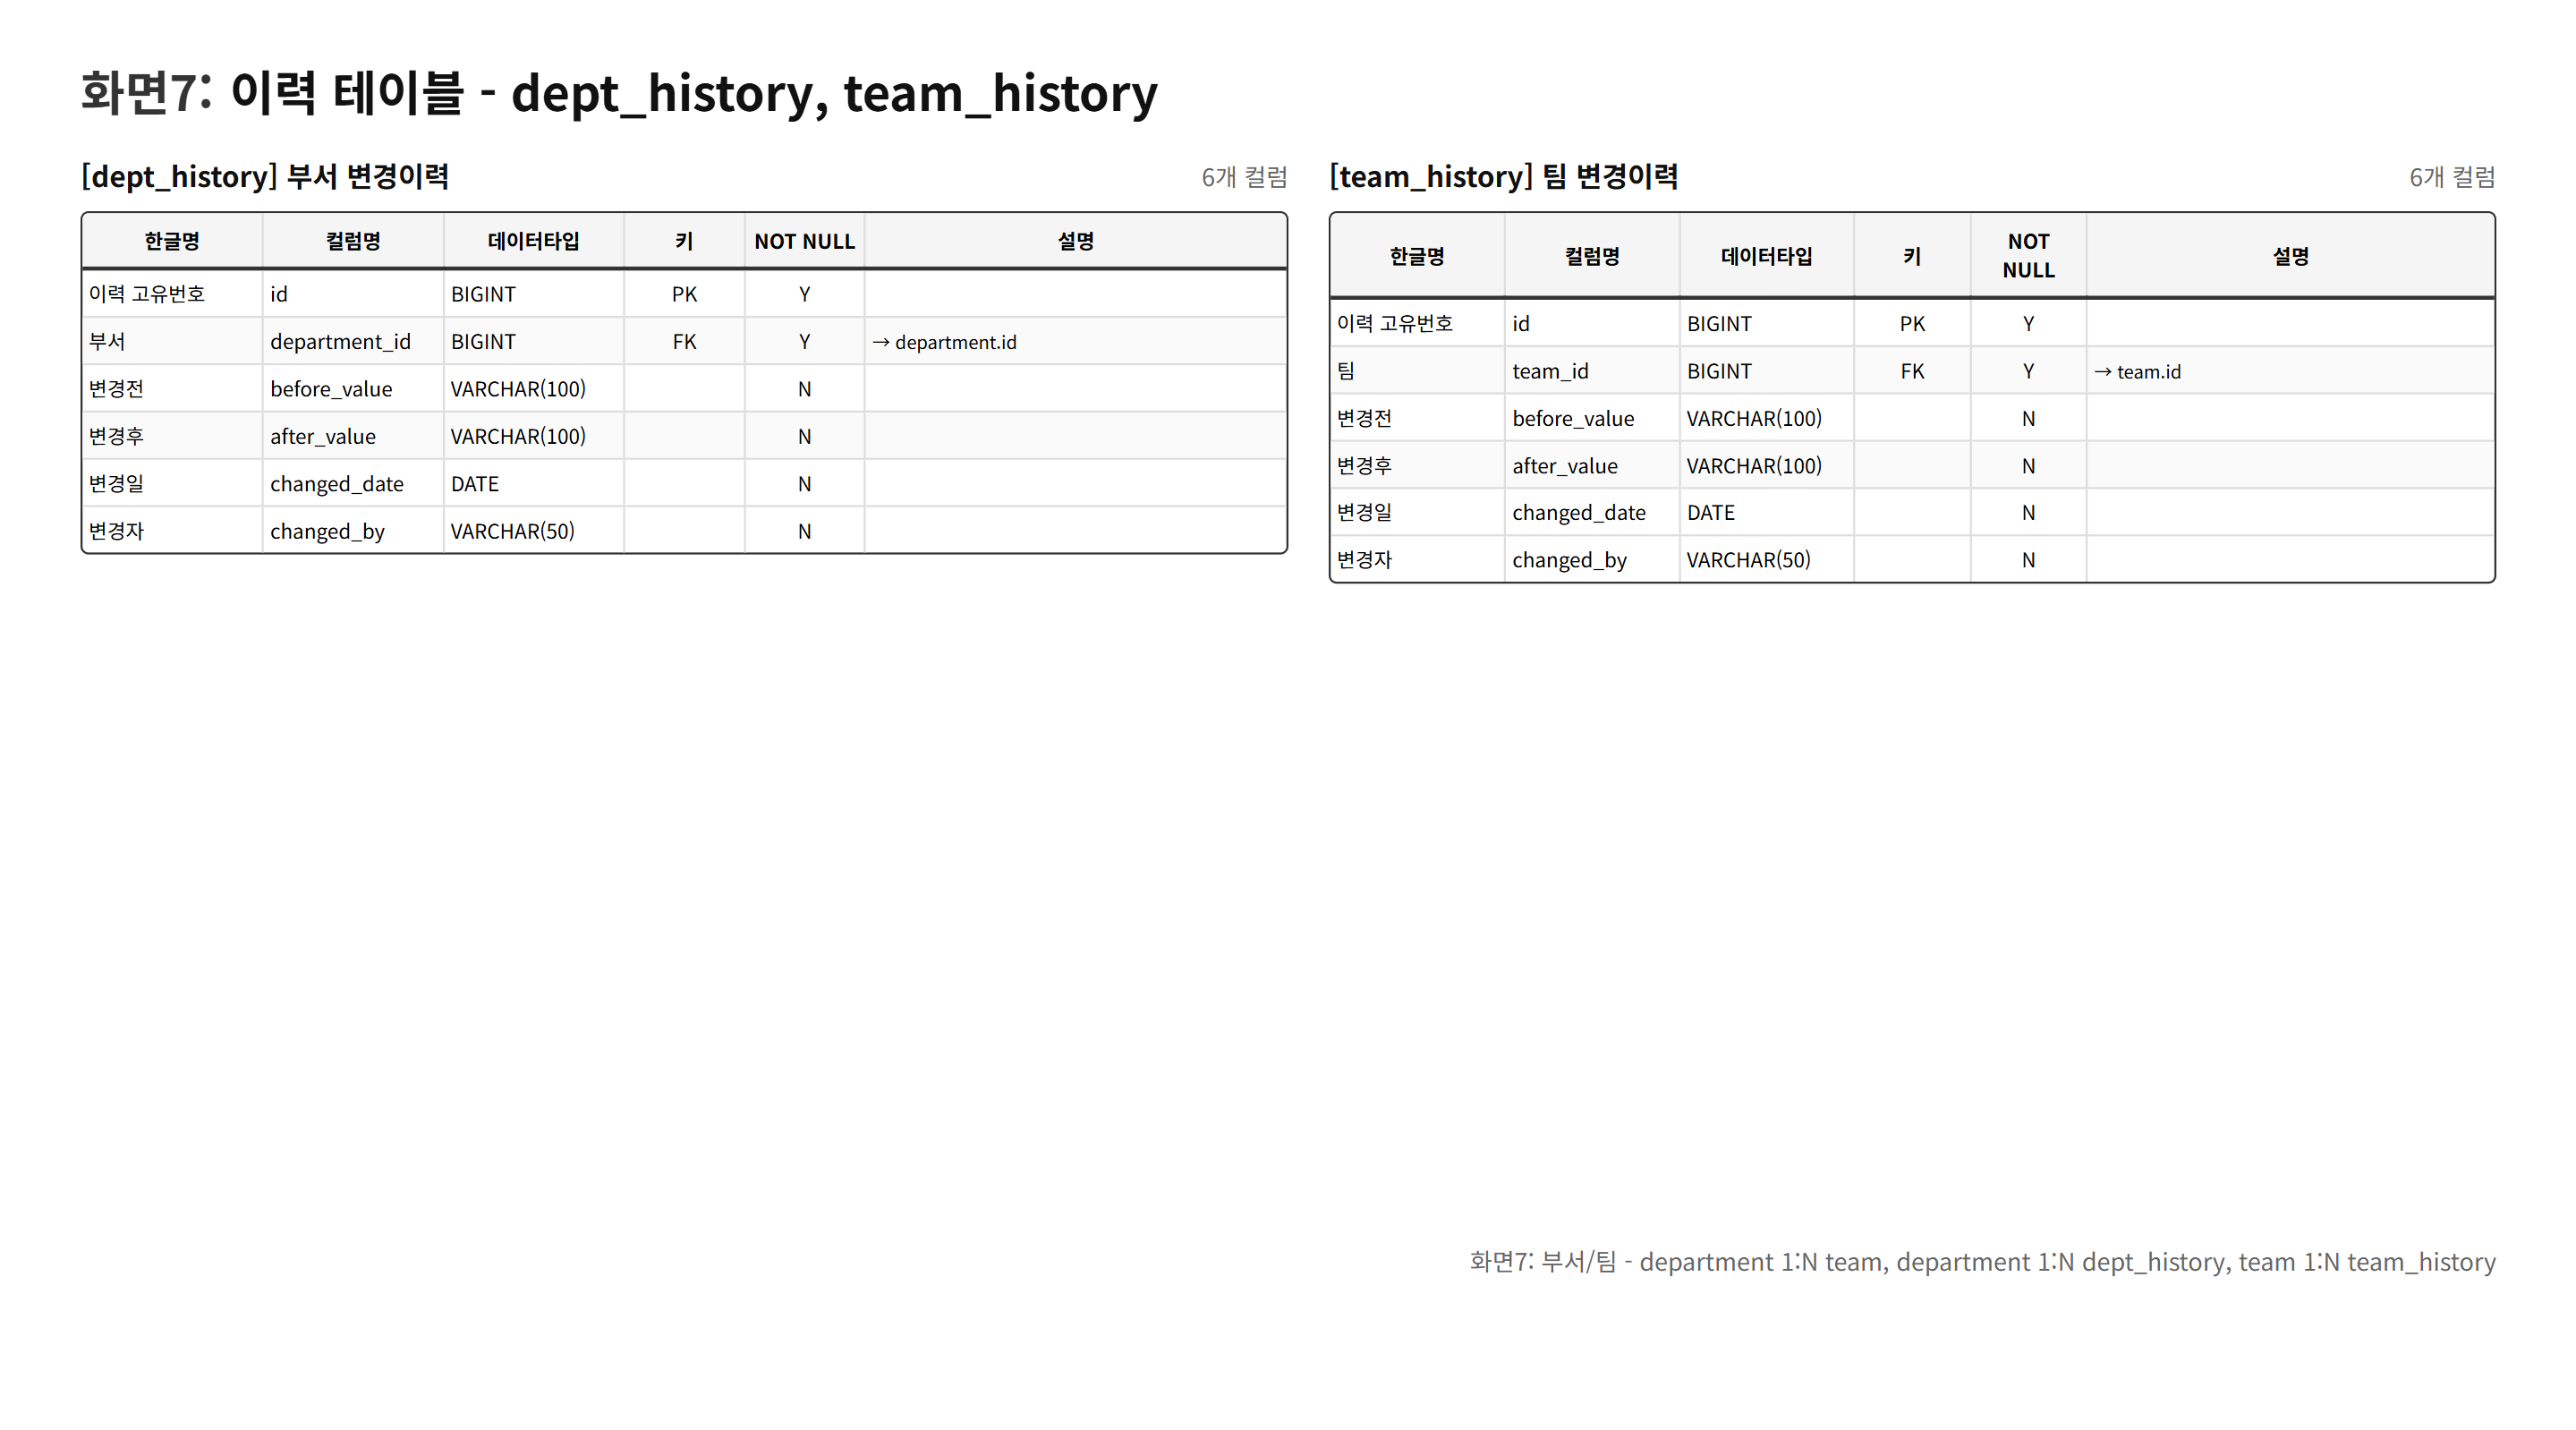 화면7: 이력 테이블 - dept_history, team_history
[dept_history] 부서 변경이력 6개 컬럼
한글명 컬럼명 데이터타입 키 NOT NULL 설명
이력 고유번호 id BIGINT PK Y
부서 department_id BIGINT FK Y → department.id
변경전 before_value VARCHAR(100) N
변경후 after_value VARCHAR(100) N
변경일 changed_date DATE N
변경자 changed_by VARCHAR(50) N
[team_history] 팀 변경이력 6개 컬럼
한글명 컬럼명 데이터타입 키 NOT NULL 설명
이력 고유번호 id BIGINT PK Y
팀 team_id BIGINT FK Y → team.id
변경전 before_value VARCHAR(100) N
변경후 after_value VARCHAR(100) N
변경일 changed_date DATE N
변경자 changed_by VARCHAR(50) N
화면7: 부서/팀 - department 1:N team, department 1:N dept_history, team 1:N team_history